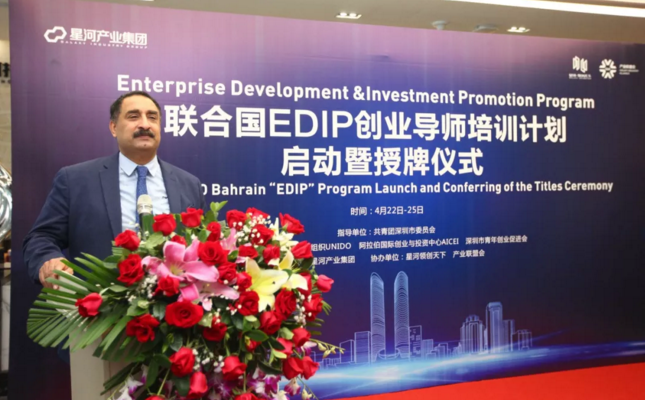 星河产业集团
GALAXY INDUSTRY GROUP
Enterprise Development &Investment Promotion Program
联合国EDIP创业导师培训计划
启动暨授牌仪式
O Bahrain “EDIP” Program Launch and Conferring of the Titles Ceremony
时间：4月22日-25日
指导单位：共青团深圳市委员会
组织UNIDO 阿拉伯国际创业与投资中心AICEI 深圳市青年创业促进会
星河产业集团 协办单位：星河领创天下 产业联盟会